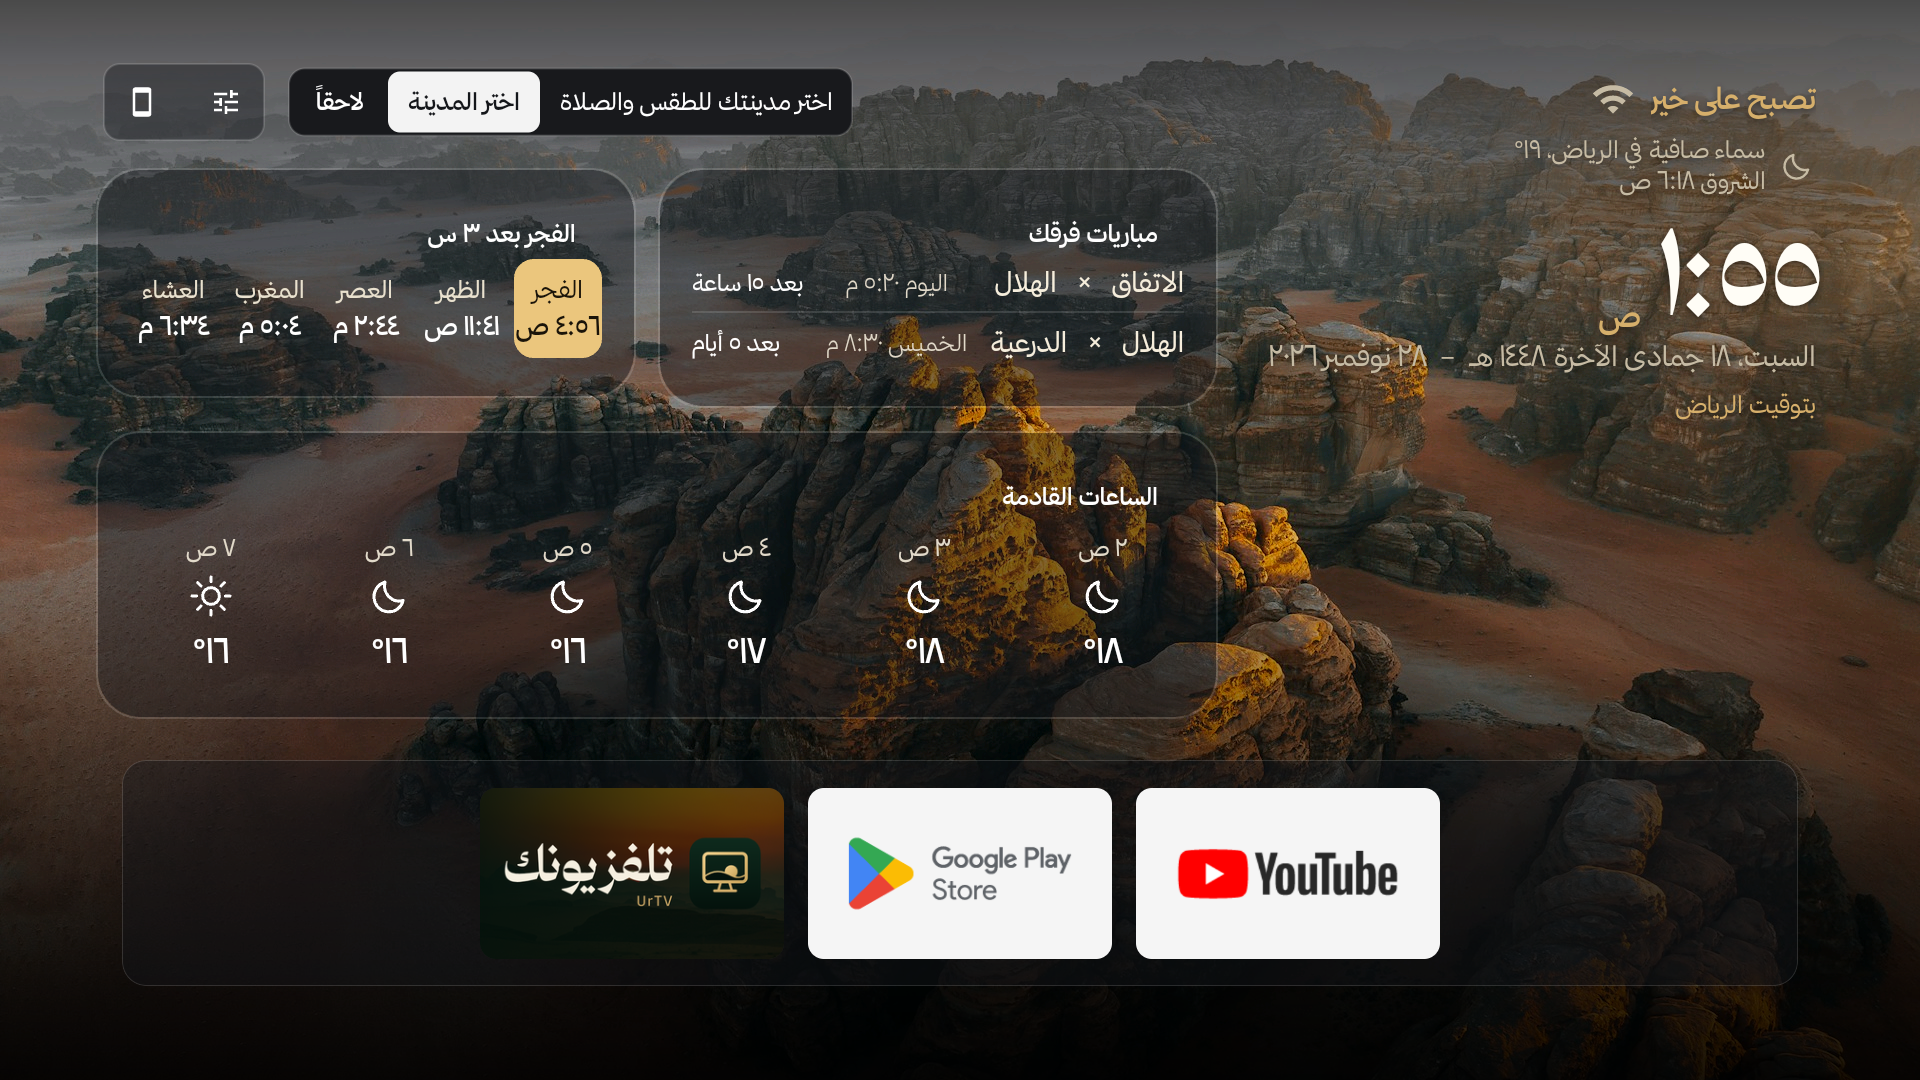 تصبح على خير
سماء صافية في الرياض، ١٩°
الشروق ٦:١٨ ص
١:٥٥ ص
السبت، ١٨ جمادى الآخرة ١٤٤٨ هـ – ٢٨ نوفمبر ٢٠٢٦
بتوقيت الرياض
اختر مدينتك للطقس والصلاة اختر المدينة لاحقاً
مباريات فرقك
الاتفاق × الهلال اليوم ٥:٢٠ م بعد ١٥ ساعة
الهلال × الدرعية الخميس ٨:٣٠ م بعد ٥ أيام
الفجر بعد ٣ س
الفجر الظهر العصر المغرب العشاء
٤:٥٦ ص ١١:٤١ ص ٢:٤٤ م ٥:٠٤ م ٦:٣٤ م
الساعات القادمة
٢ ص ٣ ص ٤ ص ٥ ص ٦ ص ٧ ص
١٨° ١٨° ١٧° ١٦° ١٦° ١٦°
YouTube
Google Play
Store
تلفزيونك
UrTV